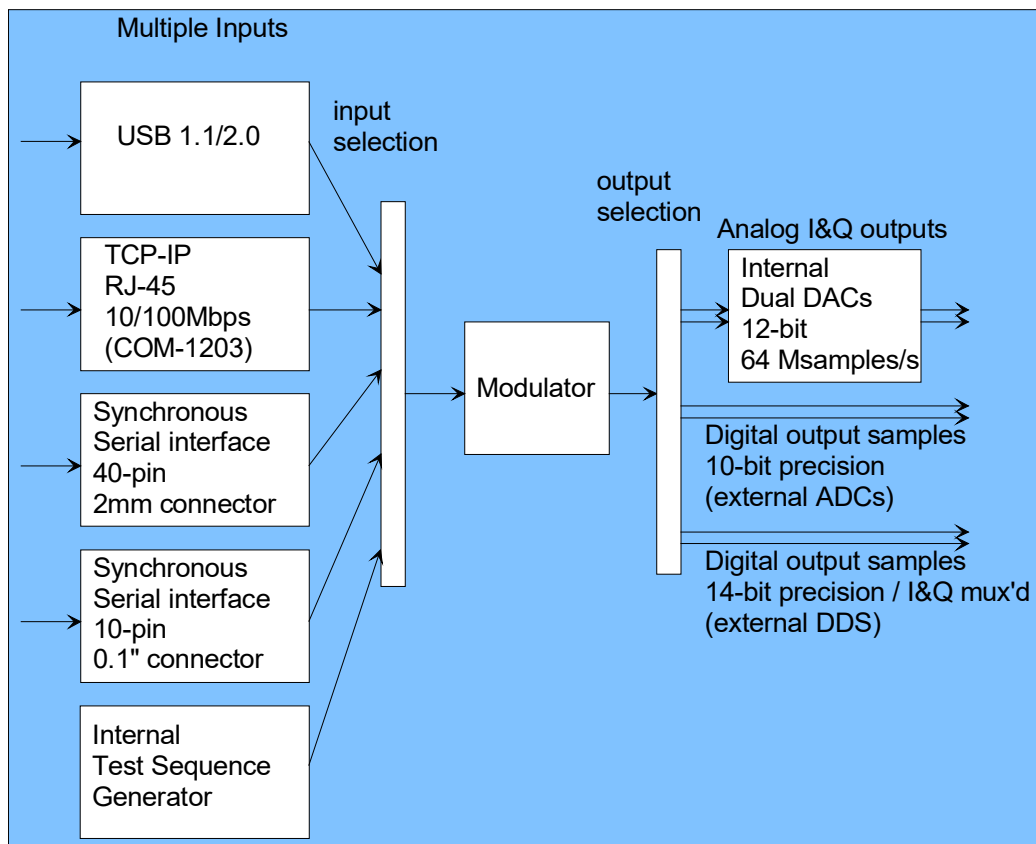 Multiple Inputs
USB 1.1/2.0
input
selection
TCP-IP
RJ-45
10/100Mbps
(COM-1203)
Synchronous
Serial interface
40-pin
2mm connector
Synchronous
Serial interface
10-pin
0.1" connector
Internal
Test Sequence
Generator
Modulator
output
selection
Analog I&Q outputs
Internal
Dual DACs
12-bit
64 Msamples/s
Digital output samples
10-bit precision
(external ADCs)
Digital output samples
14-bit precision / I&Q mux'd
(external DDS)